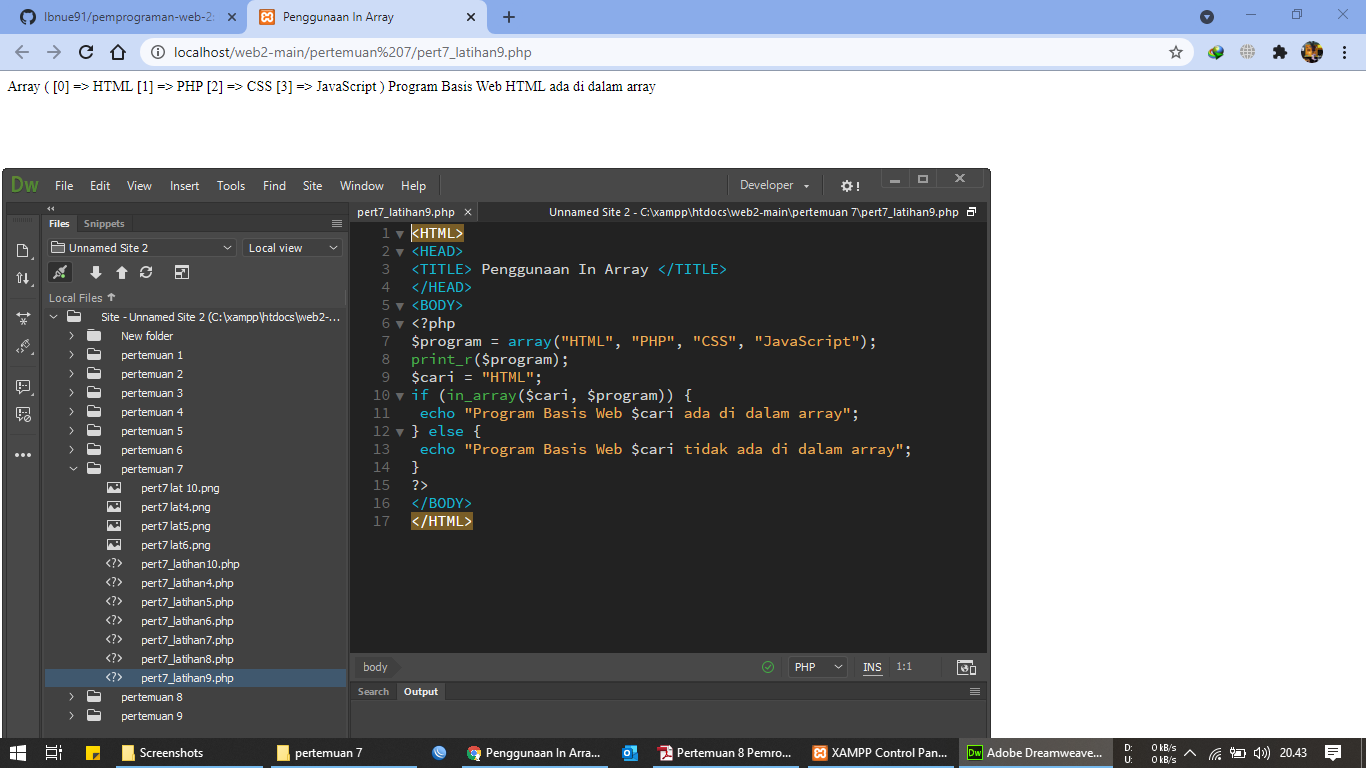 Ibnue91/pemprograman-web-2:
Penggunaan In Array
localhost/web2-main/pertemuan%207/pert7_latihan9.php
Array ( [0] => HTML [1] => PHP [2] => CSS [3] => JavaScript ) Program Basis Web HTML ada di dalam array
Dw File Edit View Insert Tools Find Site Window Help Developer
Files Snippets
Unnamed Site 2 Local view
Local Files
Site - Unnamed Site 2 (C:\xampp\htdocs\web2-...
New folder
pertemuan 1
pertemuan 2
pertemuan 3
pertemuan 4
pertemuan 5
pertemuan 6
pertemuan 7
pert7 lat 10.png
pert7 lat4.png
pert7 lat5.png
pert7 lat6.png
pert7_latihan10.php
pert7_latihan4.php
pert7_latihan5.php
pert7_latihan6.php
pert7_latihan7.php
pert7_latihan8.php
pert7_latihan9.php
pertemuan 8
pertemuan 9
pert7_latihan9.php Unnamed Site 2 - C:\xampp\htdocs\web2-main\pertemuan 7\pert7_latihan9.php
1 <HTML>
2 <HEAD>
3 <TITLE> Penggunaan In Array </TITLE>
4 </HEAD>
5 <BODY>
6 <?php
7 $program = array("HTML", "PHP", "CSS", "JavaScript");
8 print_r($program);
9 $cari = "HTML";
10 if (in_array($cari, $program)) {
11 echo "Program Basis Web $cari ada di dalam array";
12 } else {
13 echo "Program Basis Web $cari tidak ada di dalam array";
14 }
15 ?>
16 </BODY>
17 </HTML>
body PHP INS 1:1
Search Output
Screenshots pertemuan 7 Penggunaan In Arra... Pertemuan 8 Pemro... XAMPP Control Pan... Dw Adobe Dreamweave... D: 0 kB/s 20.43
U: 0 kB/s